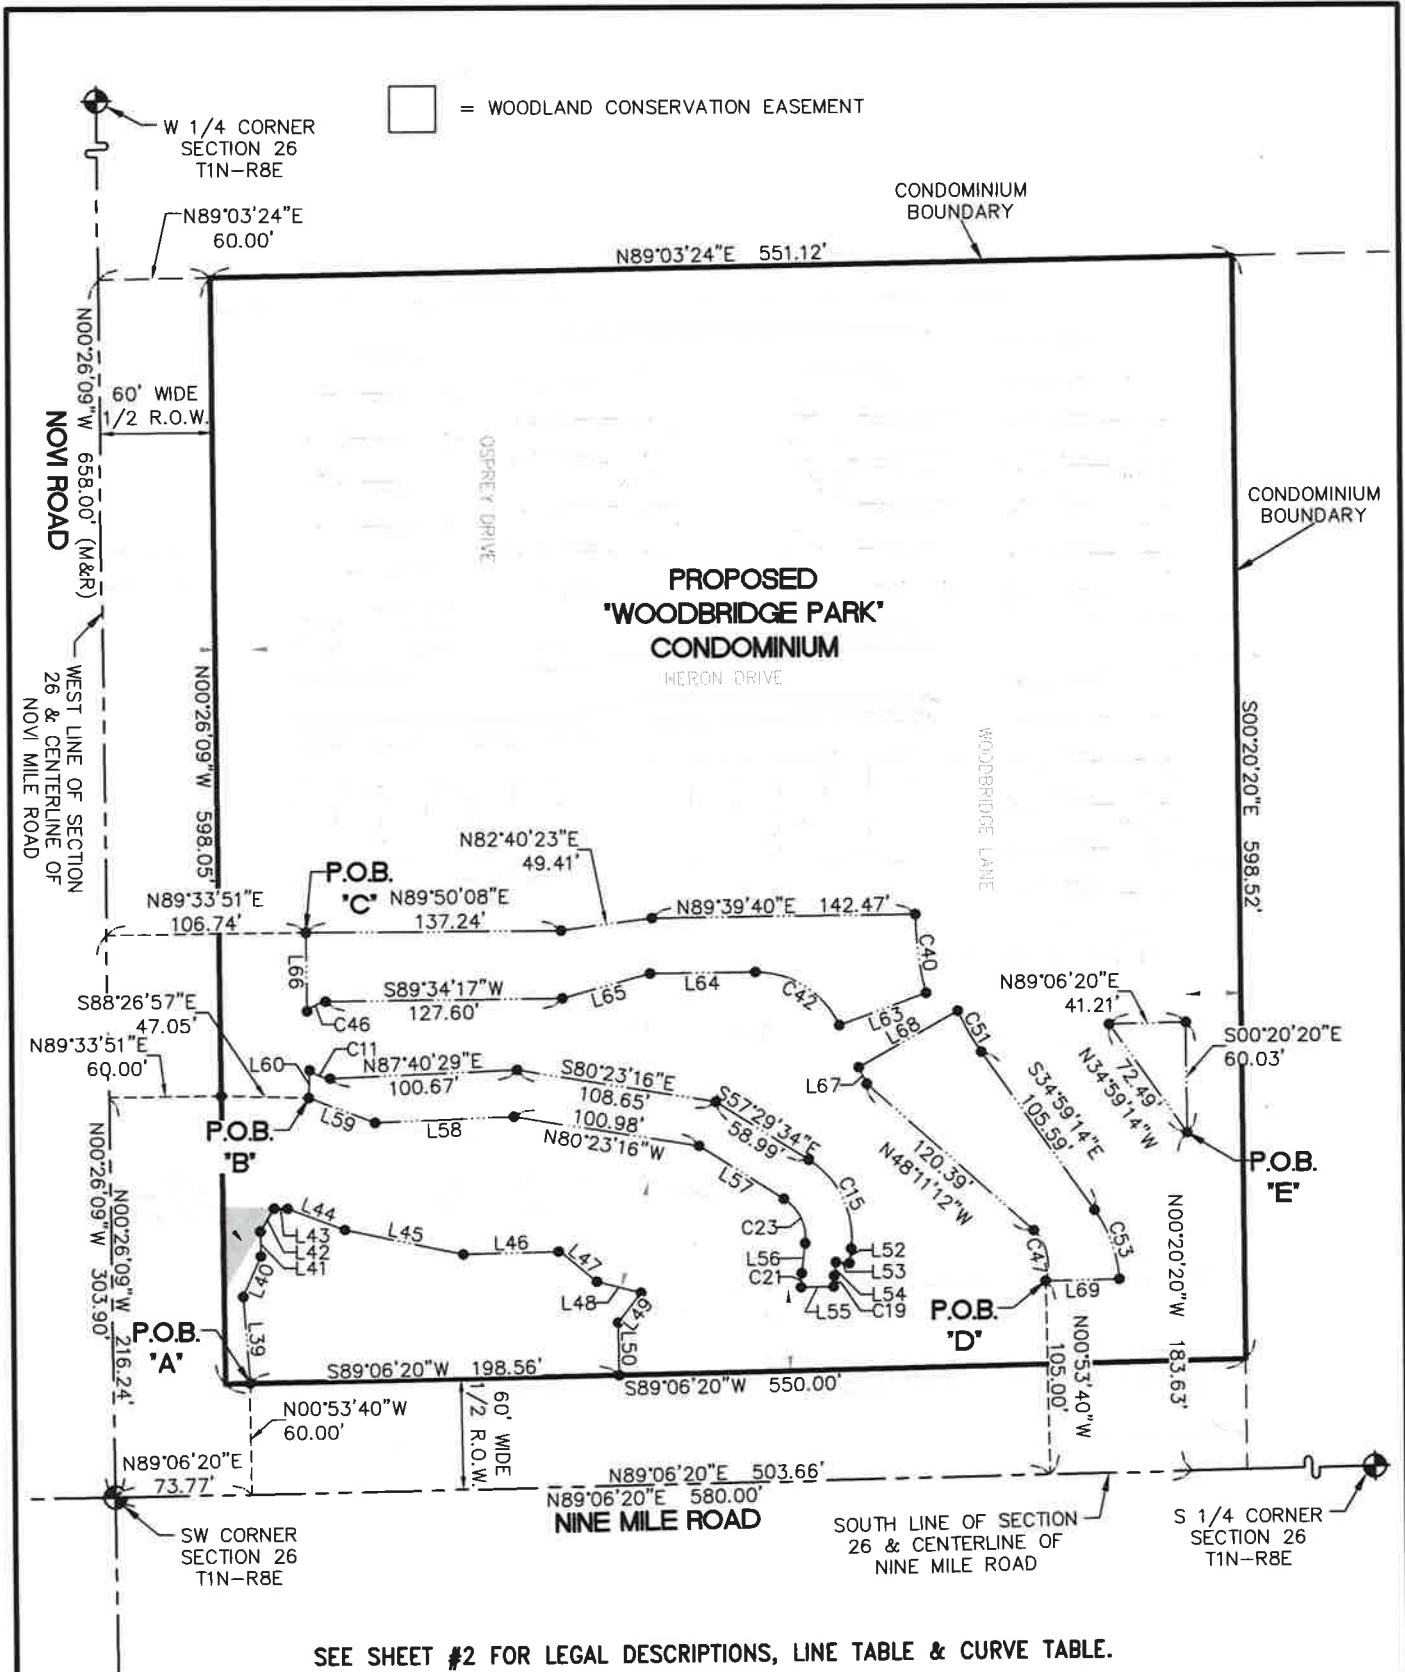 = WOODLAND CONSERVATION EASEMENT
W 1/4 CORNER
SECTION 26
T1N-R8E
CONDOMINIUM
BOUNDARY
N89°03'24"E
60.00'
N89°03'24"E 551.12'
N00°26'09"W 658.00' (M&R)
60' WIDE
1/2 R.O.W.
NOVI ROAD
OSPREY DRIVE
CONDOMINIUM
BOUNDARY
PROPOSED
"WOODBRIDGE PARK"
CONDOMINIUM
HERON DRIVE
WEST LINE OF SECTION
26 & CENTERLINE OF
NOVI MILE ROAD
N00°26'09"W 598.05'
WOODBRIDGE LANE
S00°20'20"E 598.52'
N82°40'23"E
49.41'
P.O.B.
"C"
N89°33'51"E
106.74'
N89°50'08"E
137.24'
N89°39'40"E 142.47'
L66
C40
S89°34'17"W
127.60'
L65
L64
C42
L63
N89°06'20"E
41.21'
S88°26'57"E
47.05'
C46
L68
C51
S00°20'20"E
60.03'
N89°33'51"E
60.00'
L60
C11
N87°40'29"E
100.67'
S80°23'16"E
108.65'
L67
S34°59'14"E
105.59'
N34°59'14"W
72.49'
P.O.B.
"B"
L59
L58
100.98'
N80°23'16"W
S57°29'34"E
58.99'
120.39'
N48°11'12"W
P.O.B.
"E"
N00°26'09"W 303.90'
N00°26'09"W 216.24'
L57
C15
L44
L43
L42
L41
L45
L46
L47
L48
L49
L50
L40
L39
C23
L56
C21
L52
L53
L54
L55
C19
C47
C53
L69
P.O.B.
"D"
N00°20'20"W 183.63'
P.O.B.
"A"
S89°06'20"W 198.56'
S89°06'20"W 550.00'
N00°53'40"W
105.00'
N00°53'40"W
60.00'
60' WIDE
1/2 R.O.W.
N89°06'20"E
73.77'
N89°06'20"E 503.66'
N89°06'20"E 580.00'
NINE MILE ROAD
SW CORNER
SECTION 26
T1N-R8E
SOUTH LINE OF SECTION
26 & CENTERLINE OF
NINE MILE ROAD
S 1/4 CORNER
SECTION 26
T1N-R8E
SEE SHEET #2 FOR LEGAL DESCRIPTIONS, LINE TABLE & CURVE TABLE.